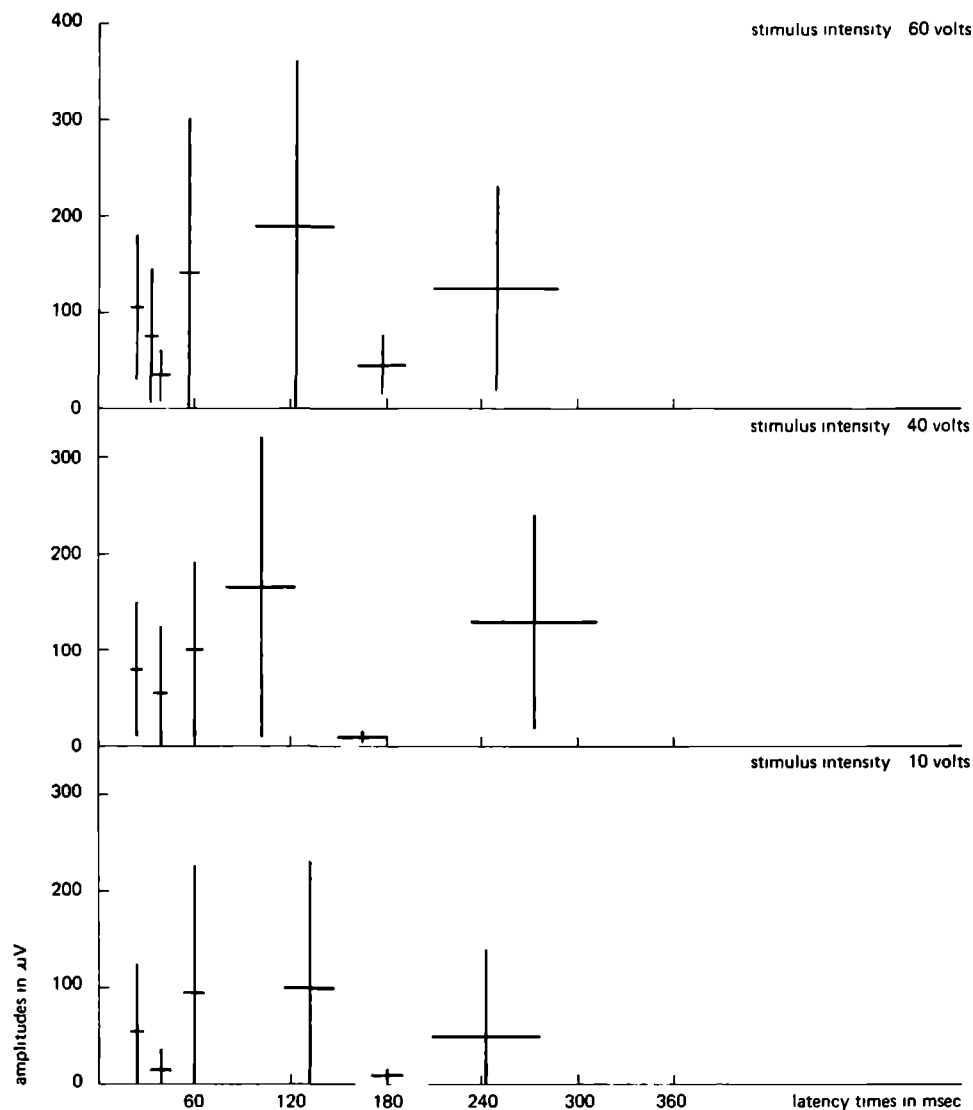 400
stimulus intensity 60 volts
300
200
100
0
stimulus intensity 40 volts
300
200
100
0
stimulus intensity 10 volts
300
200
100
0
amplitudes in µV
60 120 180 240 300 360 latency times in msec